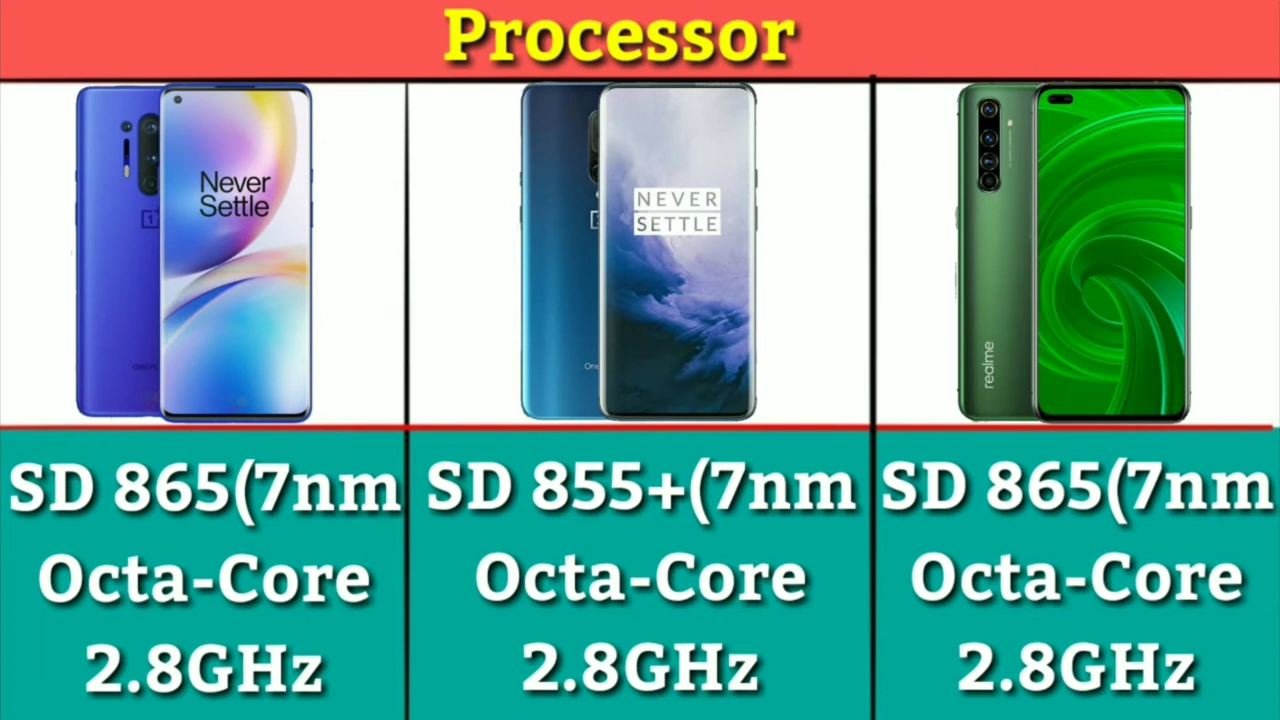 Processor
Never
Settle
NEVER
SETTLE
One
realme
SD 865(7nm
Octa-Core
2.8GHz
SD 855+(7nm
Octa-Core
2.8GHz
SD 865(7nm
Octa-Core
2.8GHz